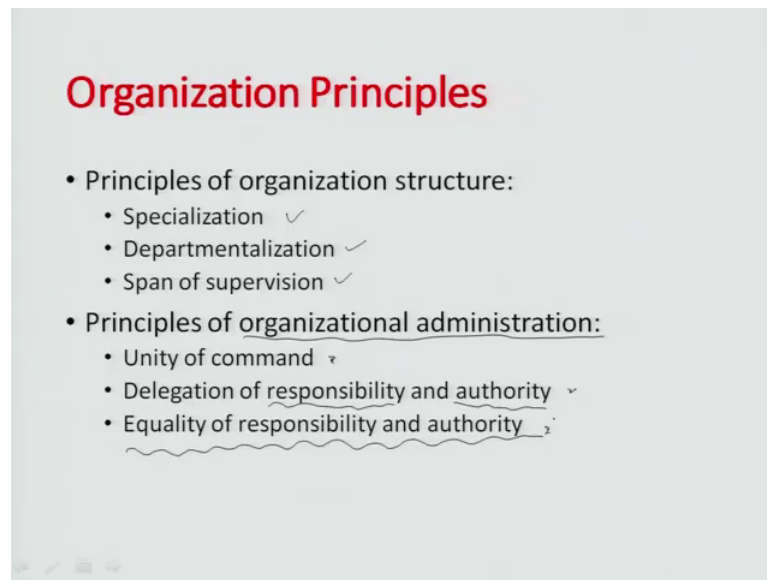 Organization Principles
• Principles of organization structure:
• Specialization
• Departmentalization
• Span of supervision
• Principles of organizational administration:
• Unity of command
• Delegation of responsibility and authority
• Equality of responsibility and authority